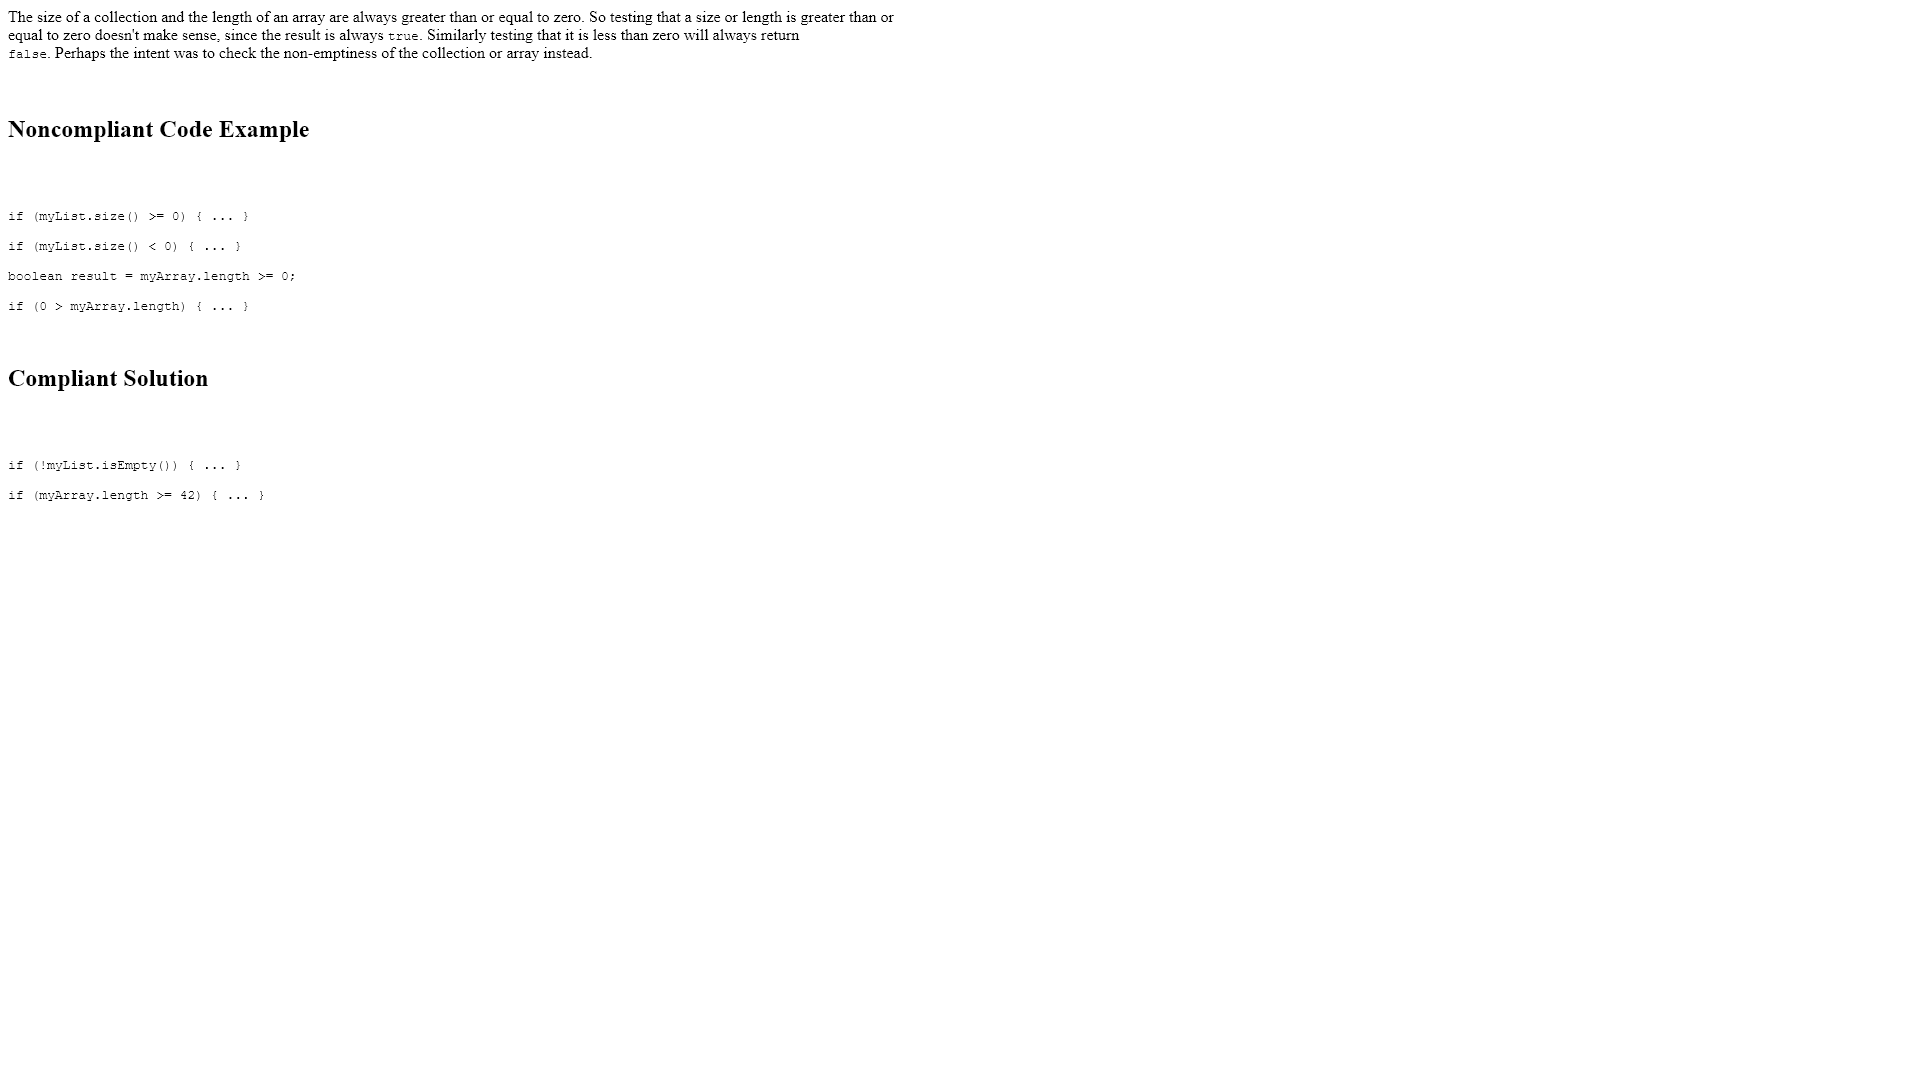 The size of a collection and the length of an array are always greater than or equal to zero. So testing that a size or length is greater than or
equal to zero doesn't make sense, since the result is always true. Similarly testing that it is less than zero will always return
false. Perhaps the intent was to check the non-emptiness of the collection or array instead.
Noncompliant Code Example
if (myList.size() >= 0) { ... }
if (myList.size() < 0) { ... }
boolean result = myArray.length >= 0;
if (0 > myArray.length) { ... }
Compliant Solution
if (!myList.isEmpty()) { ... }
if (myArray.length >= 42) { ... }